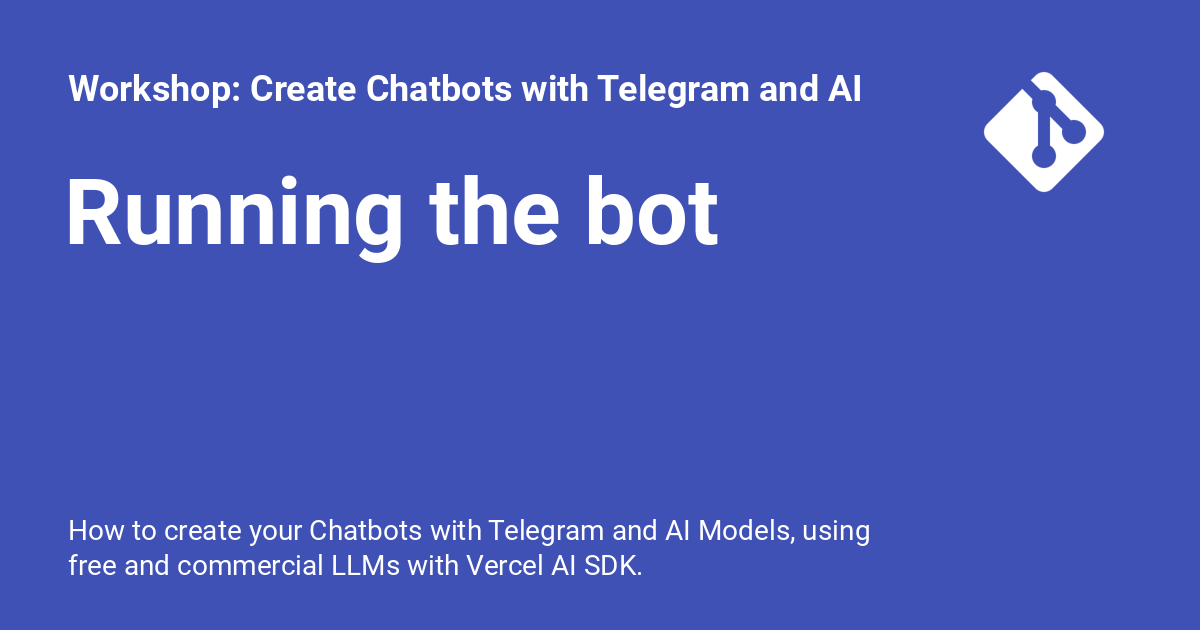 Workshop: Create Chatbots with Telegram and AI
Running the bot
How to create your Chatbots with Telegram and AI Models, using
free and commercial LLMs with Vercel AI SDK.